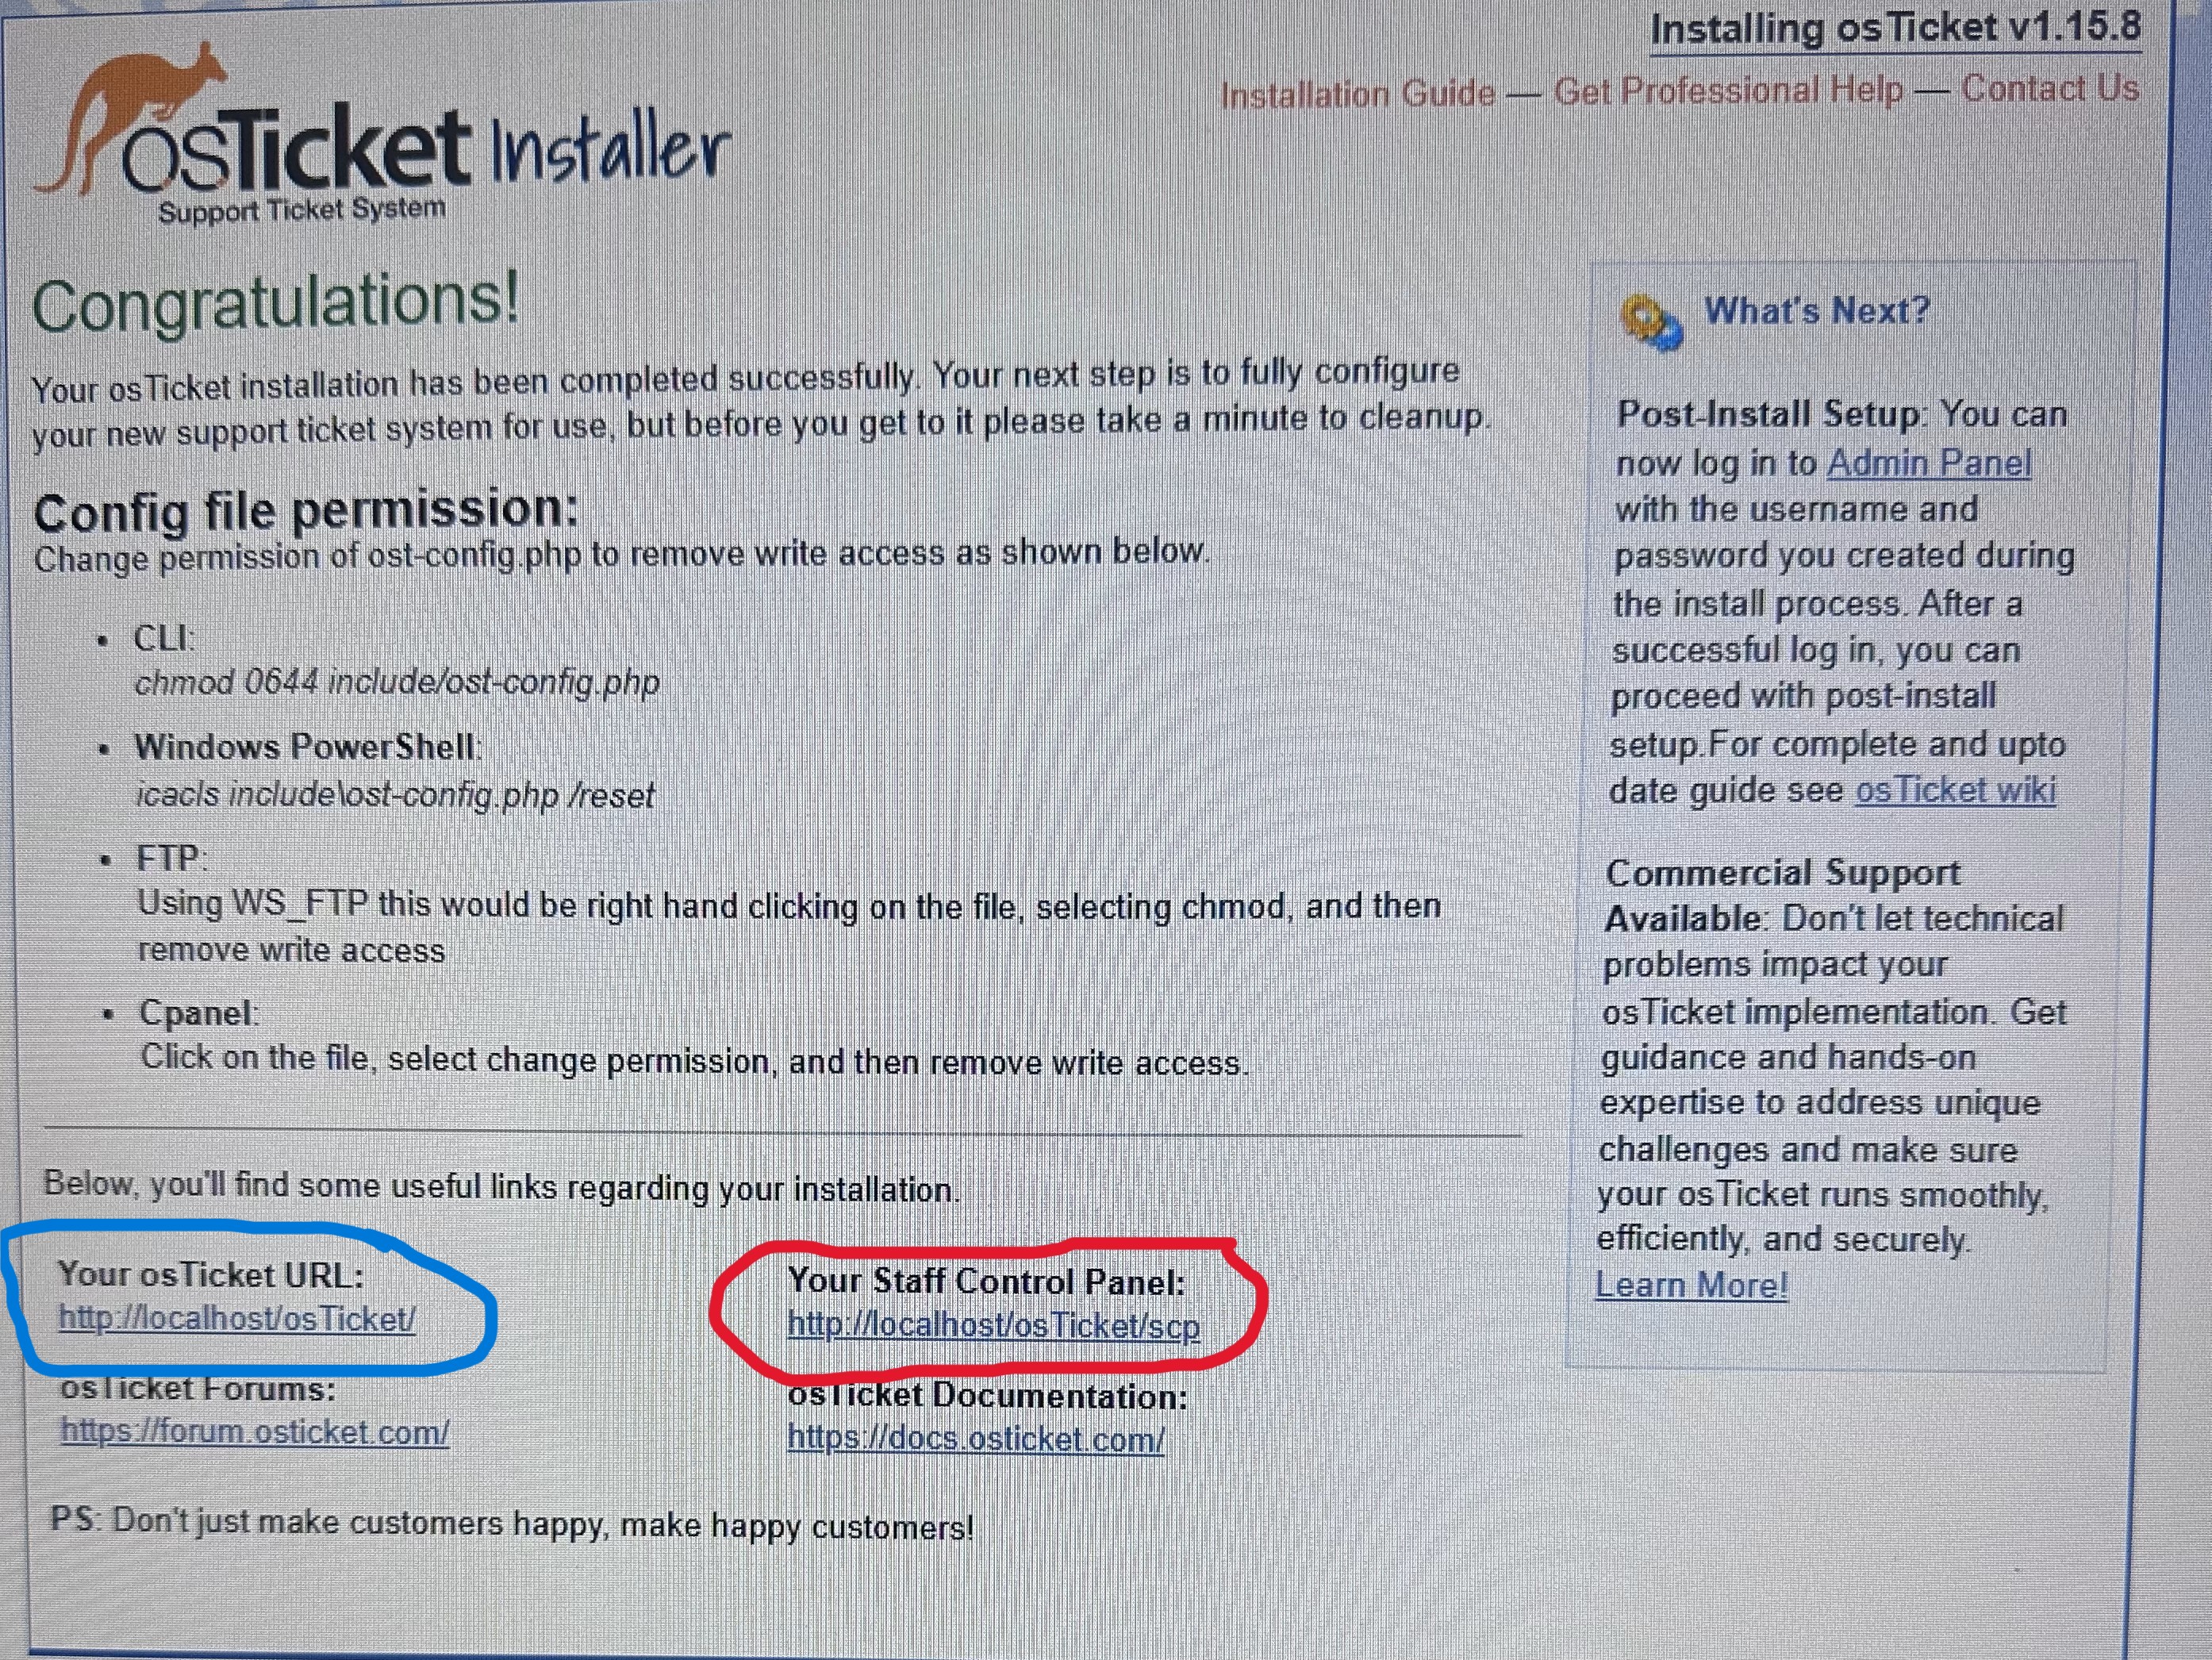 Installing osTicket v1.15.8
Installation Guide — Get Professional Help — Contact Us
osTicket Installer
Support Ticket System
Congratulations!
Your osTicket installation has been completed successfully. Your next step is to fully configure
your new support ticket system for use, but before you get to it please take a minute to cleanup.
Config file permission:
Change permission of ost-config.php to remove write access as shown below.
• CLI:
chmod 0644 include/ost-config.php
• Windows PowerShell:
icacls include\ost-config.php /reset
• FTP:
Using WS_FTP this would be right hand clicking on the file, selecting chmod, and then
remove write access
• Cpanel:
Click on the file, select change permission, and then remove write access.
Below, you'll find some useful links regarding your installation.
Your osTicket URL:
http://localhost/osTicket/
Your Staff Control Panel:
http://localhost/osTicket/scp
osTicket Forums:
https://forum.osticket.com/
osTicket Documentation:
https://docs.osticket.com/
PS: Don't just make customers happy, make happy customers!
What's Next?
Post-Install Setup: You can
now log in to Admin Panel
with the username and
password you created during
the install process. After a
successful log in, you can
proceed with post-install
setup.For complete and upto
date guide see osTicket wiki
Commercial Support
Available: Don't let technical
problems impact your
osTicket implementation. Get
guidance and hands-on
expertise to address unique
challenges and make sure
your osTicket runs smoothly,
efficiently, and securely.
Learn More!